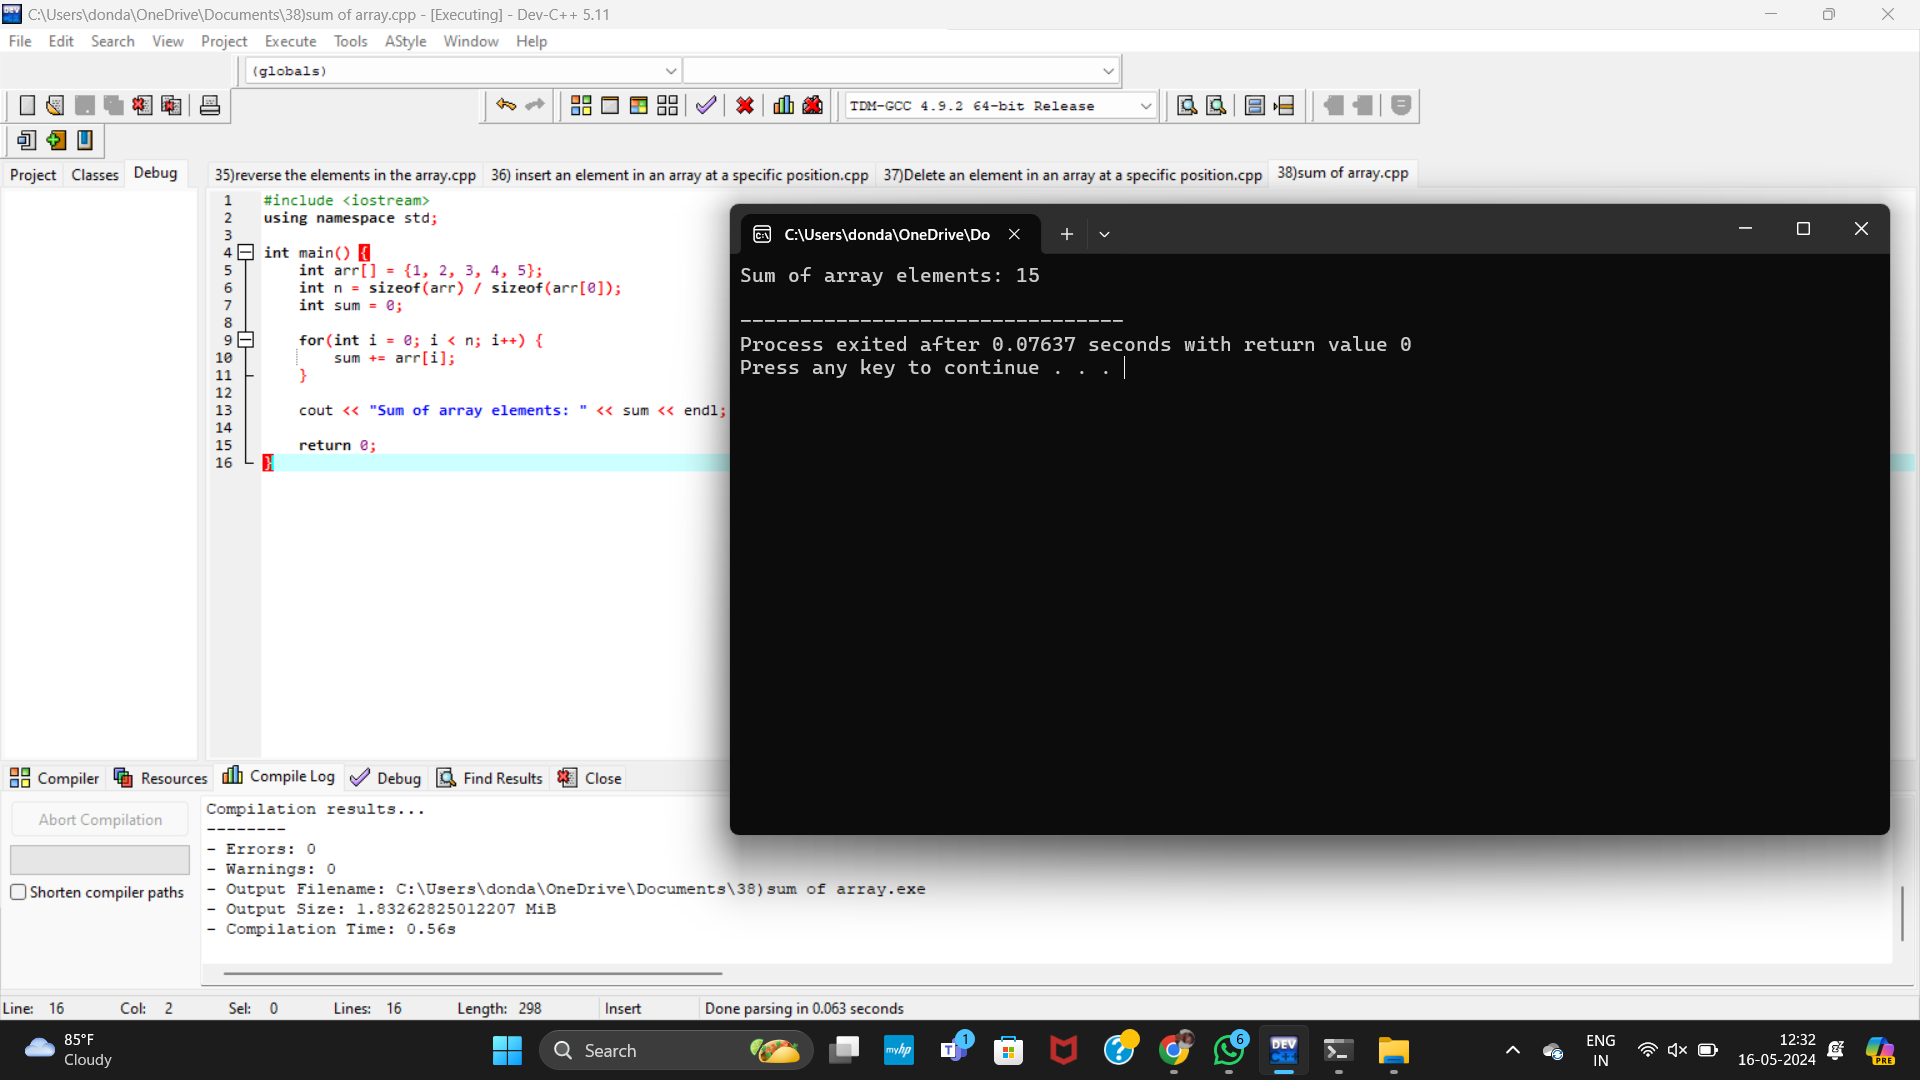 C:\Users\donda\OneDrive\Documents\38)sum of array.cpp - [Executing] - Dev-C++ 5.11
File Edit Search View Project Execute Tools AStyle Window Help
(globals)
TDM-GCC 4.9.2 64-bit Release
Project Classes Debug
35)reverse the elements in the array.cpp 36) insert an element in an array at a specific position.cpp 37)Delete an element in an array at a specific position.cpp 38)sum of array.cpp
1 #include <iostream>
2 using namespace std;
3
4 int main() {
5 int arr[] = {1, 2, 3, 4, 5};
6 int n = sizeof(arr) / sizeof(arr[0]);
7 int sum = 0;
8
9 for(int i = 0; i < n; i++) {
10 sum += arr[i];
11 }
12
13 cout << "Sum of array elements: " << sum << endl;
14
15 return 0;
16 }
C:\Users\donda\OneDrive\Do
Sum of array elements: 15
--------------------------------
Process exited after 0.07637 seconds with return value 0
Press any key to continue . . .
Compiler Resources Compile Log Debug Find Results Close
Abort Compilation
Shorten compiler paths
Compilation results...
--------
- Errors: 0
- Warnings: 0
- Output Filename: C:\Users\donda\OneDrive\Documents\38)sum of array.exe
- Output Size: 1.83262825012207 MiB
- Compilation Time: 0.56s
Line: 16 Col: 2 Sel: 0 Lines: 16 Length: 298 Insert Done parsing in 0.063 seconds
85°F
Cloudy
Search
myhp
1
6
DEV
C++
ENG
IN
12:32
16-05-2024
PRE